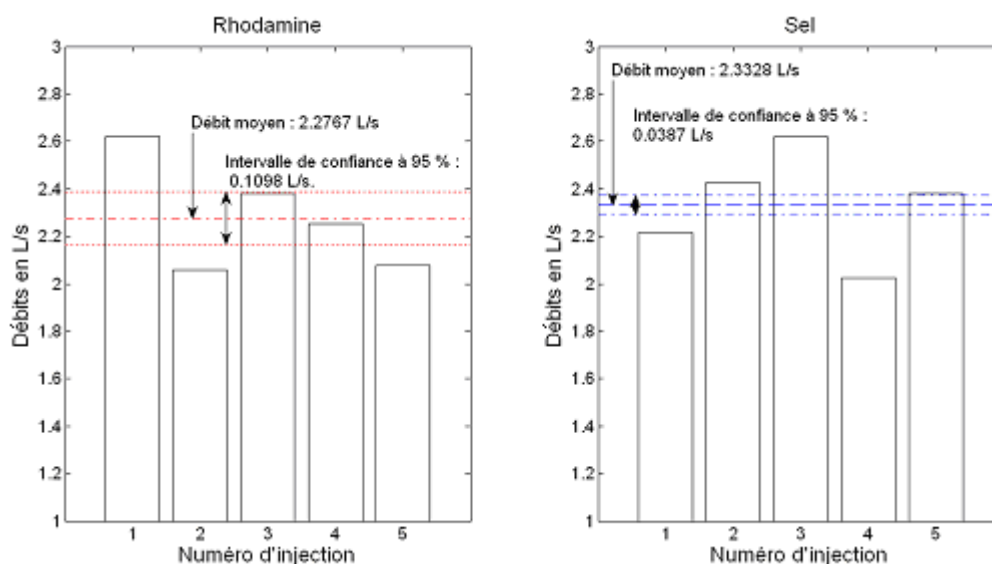 Rhodamine
3
2.8
2.6
2.4
2.2
2
1.8
1.6
1.4
1.2
1
Débits en L/s
Débit moyen : 2.2767 L/s
Intervalle de confiance à 95 % :
0.1098 L/s.
1 2 3 4 5
Numéro d'injection
Sel
3
2.8
2.6
2.4
2.2
2
1.8
1.6
1.4
1.2
1
Débits en L/s
Débit moyen : 2.3328 L/s
Intervalle de confiance à 95 % :
0.0387 L/s
1 2 3 4 5
Numéro d'injection